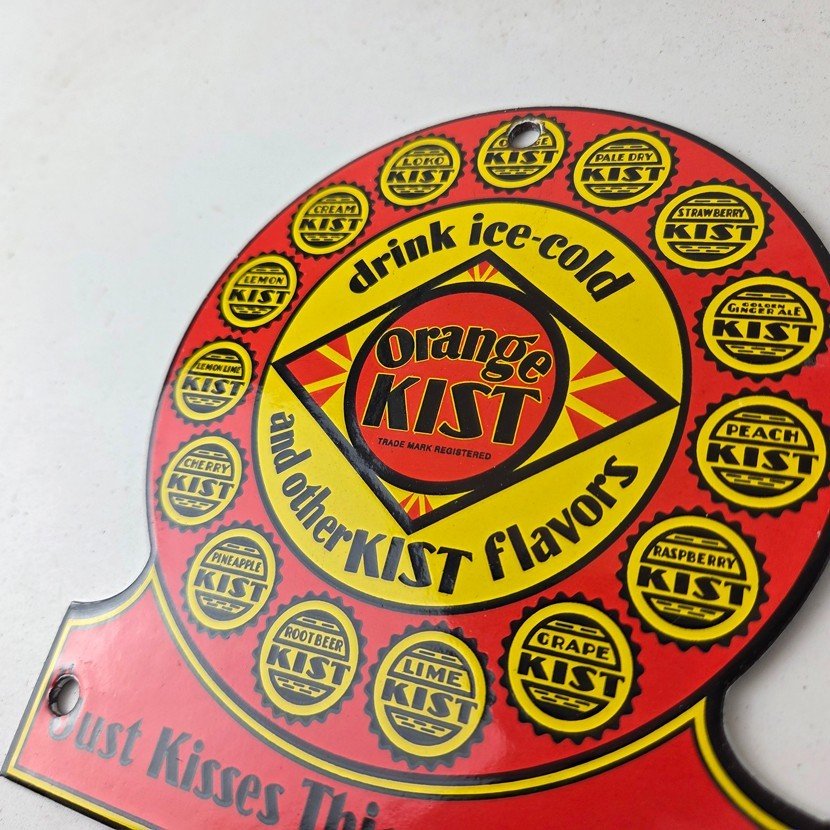 drink ice-cold
Orange
KIST
TRADE MARK REGISTERED
and other KIST flavors
KIST
PALE DRY
KIST
STRAWBERRY
KIST
GOLDEN
GINGER ALE
KIST
PEACH
KIST
RASPBERRY
KIST
GRAPE
KIST
LIME
KIST
ROOT BEER
KIST
PINEAPPLE
KIST
CHERRY
KIST
LEMON LIME
KIST
LEMON
KIST
CREAM
KIST
LOKO
KIST
Just Kisses